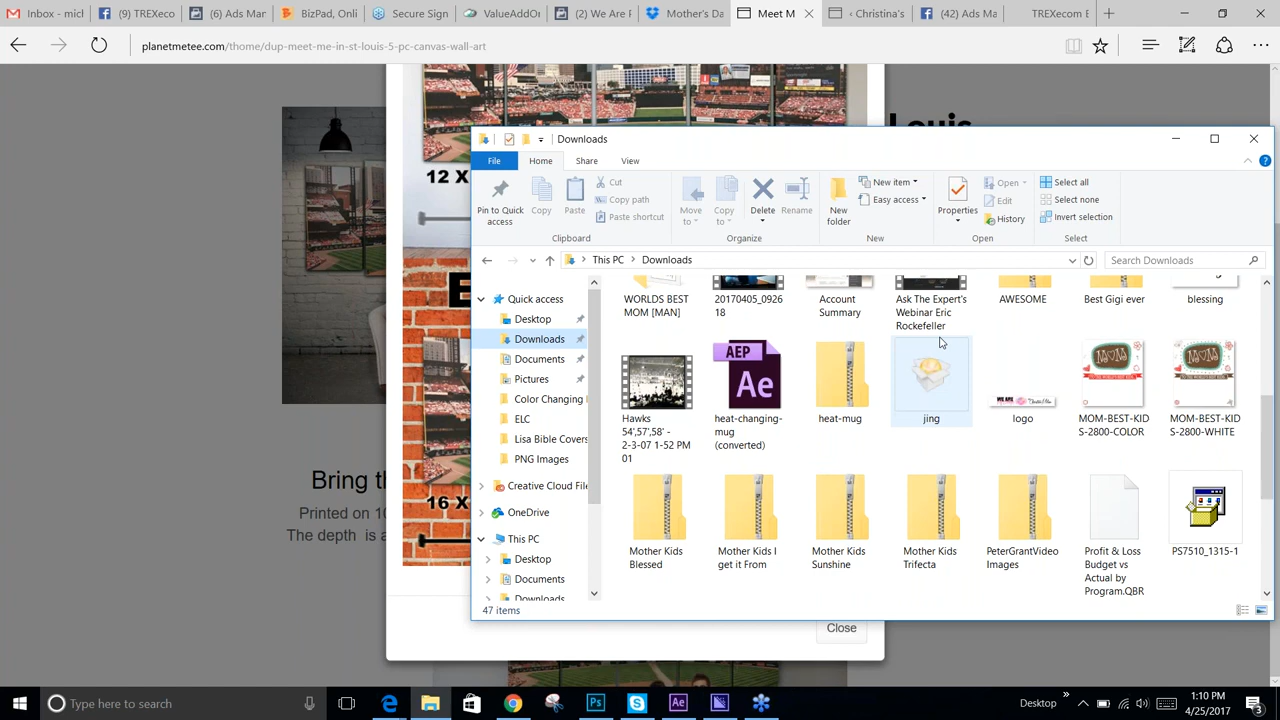 Inbox - (
(9) TREXeco
(6) Ads Mar
BizPad, Onli
Secure Sign
ValueAddOr
(2) We Are P
Mother's Da
Meet M
‹ Christina's
(42) Ads Ma
TREXecom E
planetmetee.com/thome/dup-meet-me-in-st-louis-5-pc-canvas-wall-art
Louis
12 X
16 X
Bring th
Printed on 10
The depth is a
Close
Downloads
File
Home
Share
View
Pin to Quick
access
Copy
Paste
Cut
Copy path
Paste shortcut
Clipboard
Move
to
Copy
to
Delete
Rename
Organize
New
folder
New item
Easy access
New
Properties
Open
Edit
History
Open
Select all
Select none
Invert selection
Select
This PC
Downloads
Search Downloads
Quick access
Desktop
Downloads
Documents
Pictures
Color Changing
ELC
Lisa Bible Covers
PNG Images
Creative Cloud File
OneDrive
This PC
Desktop
Documents
Downloads
WORLDS BEST
MOM [MAN]
20170405_0926
18
Account
Summary
Ask The Expert's
Webinar Eric
Rockefeller
AWESOME
Best Gigi ever
blessing
Hawks
54',57',58' -
2-3-07 1-52 PM
01
AEP
Ae
heat-changing-
mug
(converted)
heat-mug
jing
logo
MOM-BEST-KID
S-2800-COLOR
MOM-BEST-KID
S-2800-WHITE
Mother Kids
Blessed
Mother Kids I
get it From
Mother Kids
Sunshine
Mother Kids
Trifecta
PeterGrantVideo
Images
Profit & Loss
Budget vs
Actual by
Program.QBR
PS7510_1315-1
47 items
Type here to search
Ps
Ae
Desktop
1:10 PM
4/25/2017
3